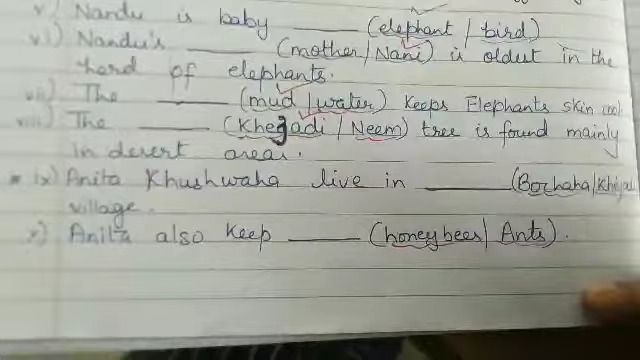 v) Nandu is baby ______ (elephant / bird)
vi) Nandu's ______ (mother / Nani) is oldest in the
herd of elephants.
vii) The ______ (mud / water) keeps Elephants skin cool
viii) The ______ (Khegadi / Neem) tree is found mainly
in desert areas.
ix) Anita Khushwaha live in ______ (Bochaha /
village.
x) Anita also keep ______ (honeybees / Ants).